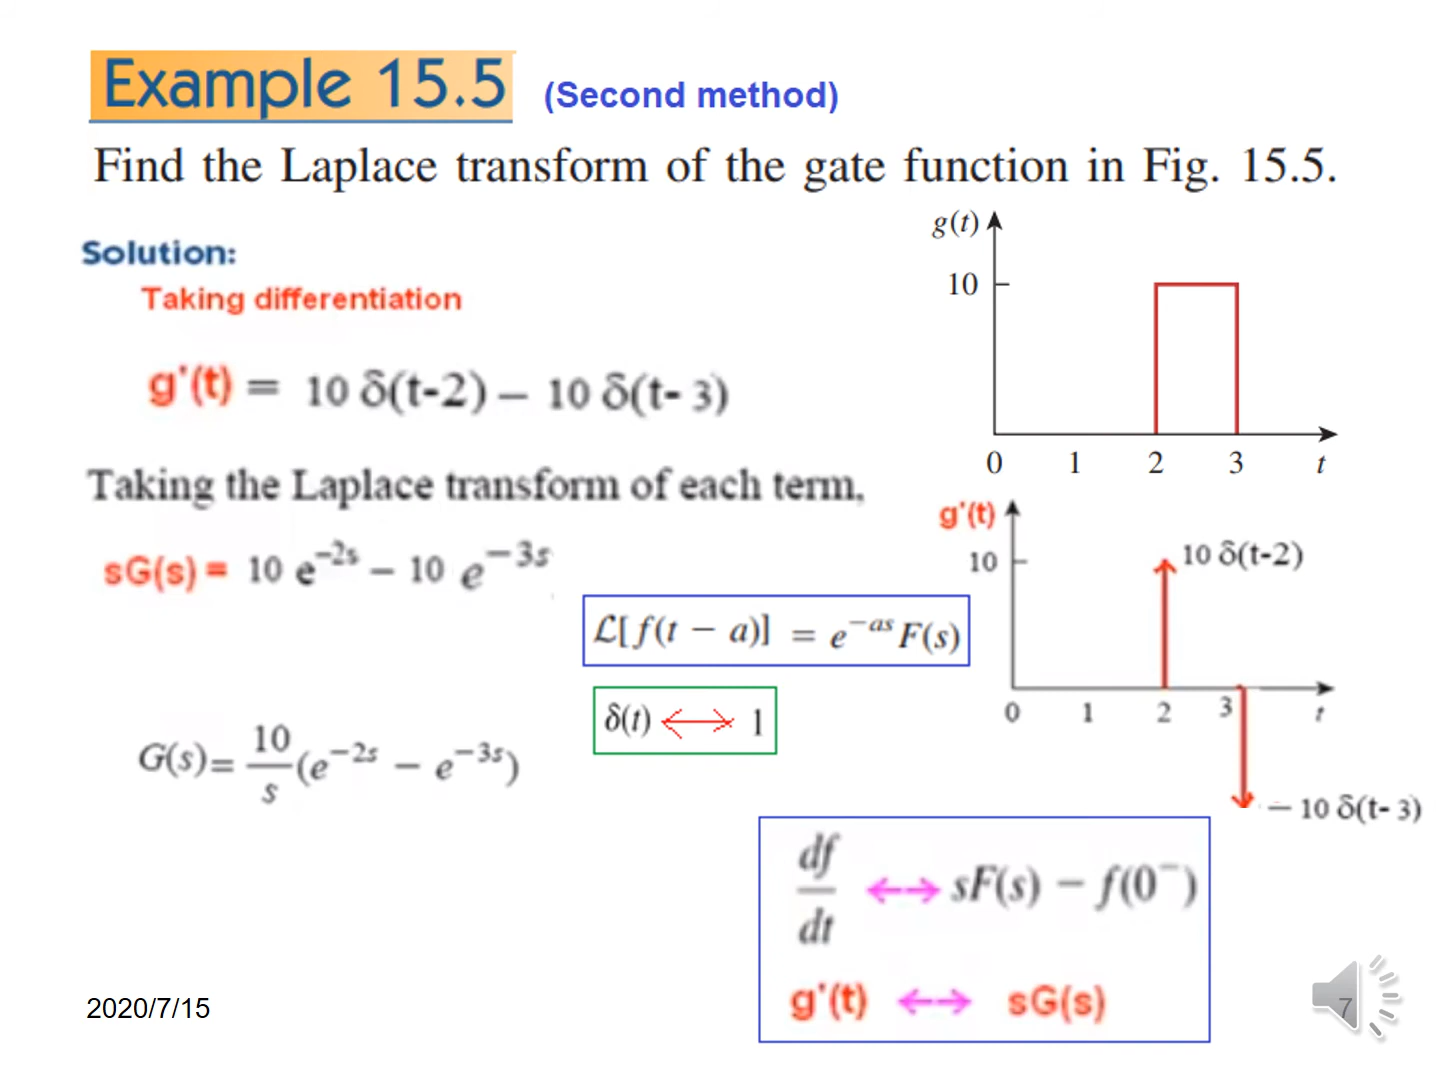 Example 15.5 (Second method)
Find the Laplace transform of the gate function in Fig. 15.5.
Solution:
Taking differentiation
g'(t) = 10 δ(t-2) – 10 δ(t- 3)
Taking the Laplace transform of each term,
sG(s) = 10 e^{-2s} – 10 e^{-3s}
ℒ[f(t − a)] = e^{-as} F(s)
δ(t) ↔ 1
G(s) = \frac{10}{s}(e^{-2s} − e^{-3s})
g(t)
10
0 1 2 3 t
g'(t)
10
10 δ(t-2)
0 1 2 3 t
– 10 δ(t- 3)
\frac{df}{dt} ↔ sF(s) − f(0^-)
g'(t) ↔ sG(s)
2020/7/15
7